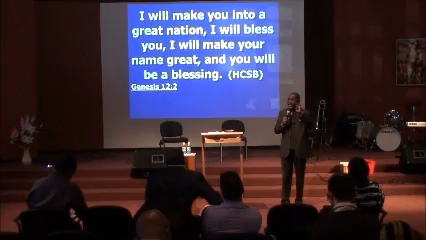 I will make you into a
great nation, I will bless
you, I will make your
name great, and you will
be a blessing. (HCSB)
Genesis 12:2